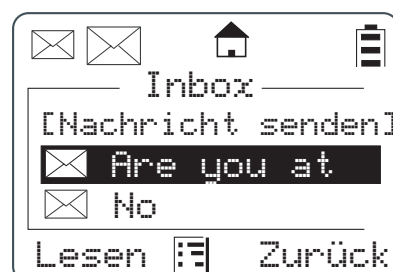 Inbox
[Nachricht senden]
Are you at
No
Lesen Zurück